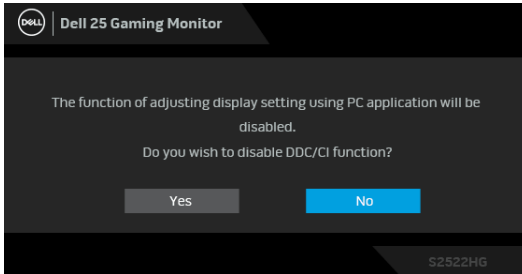 DELL
Dell 25 Gaming Monitor
The function of adjusting display setting using PC application will be
disabled.
Do you wish to disable DDC/CI function?
Yes
No
S2522HG